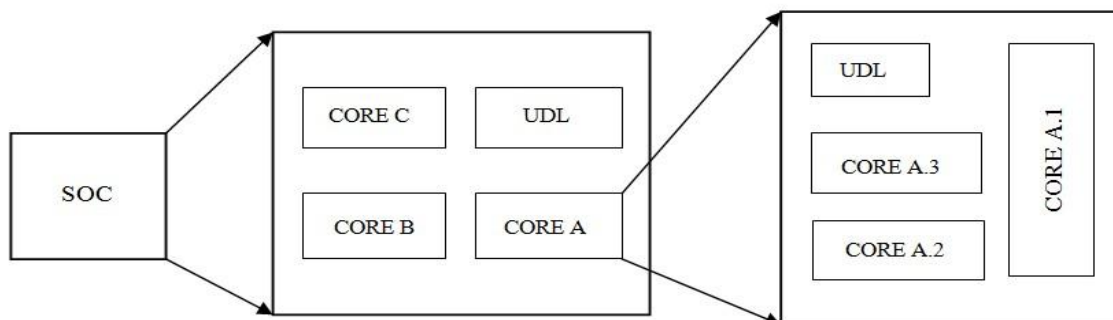 SOC
CORE C
UDL
CORE B
CORE A
UDL
CORE A.3
CORE A.2
CORE A.1